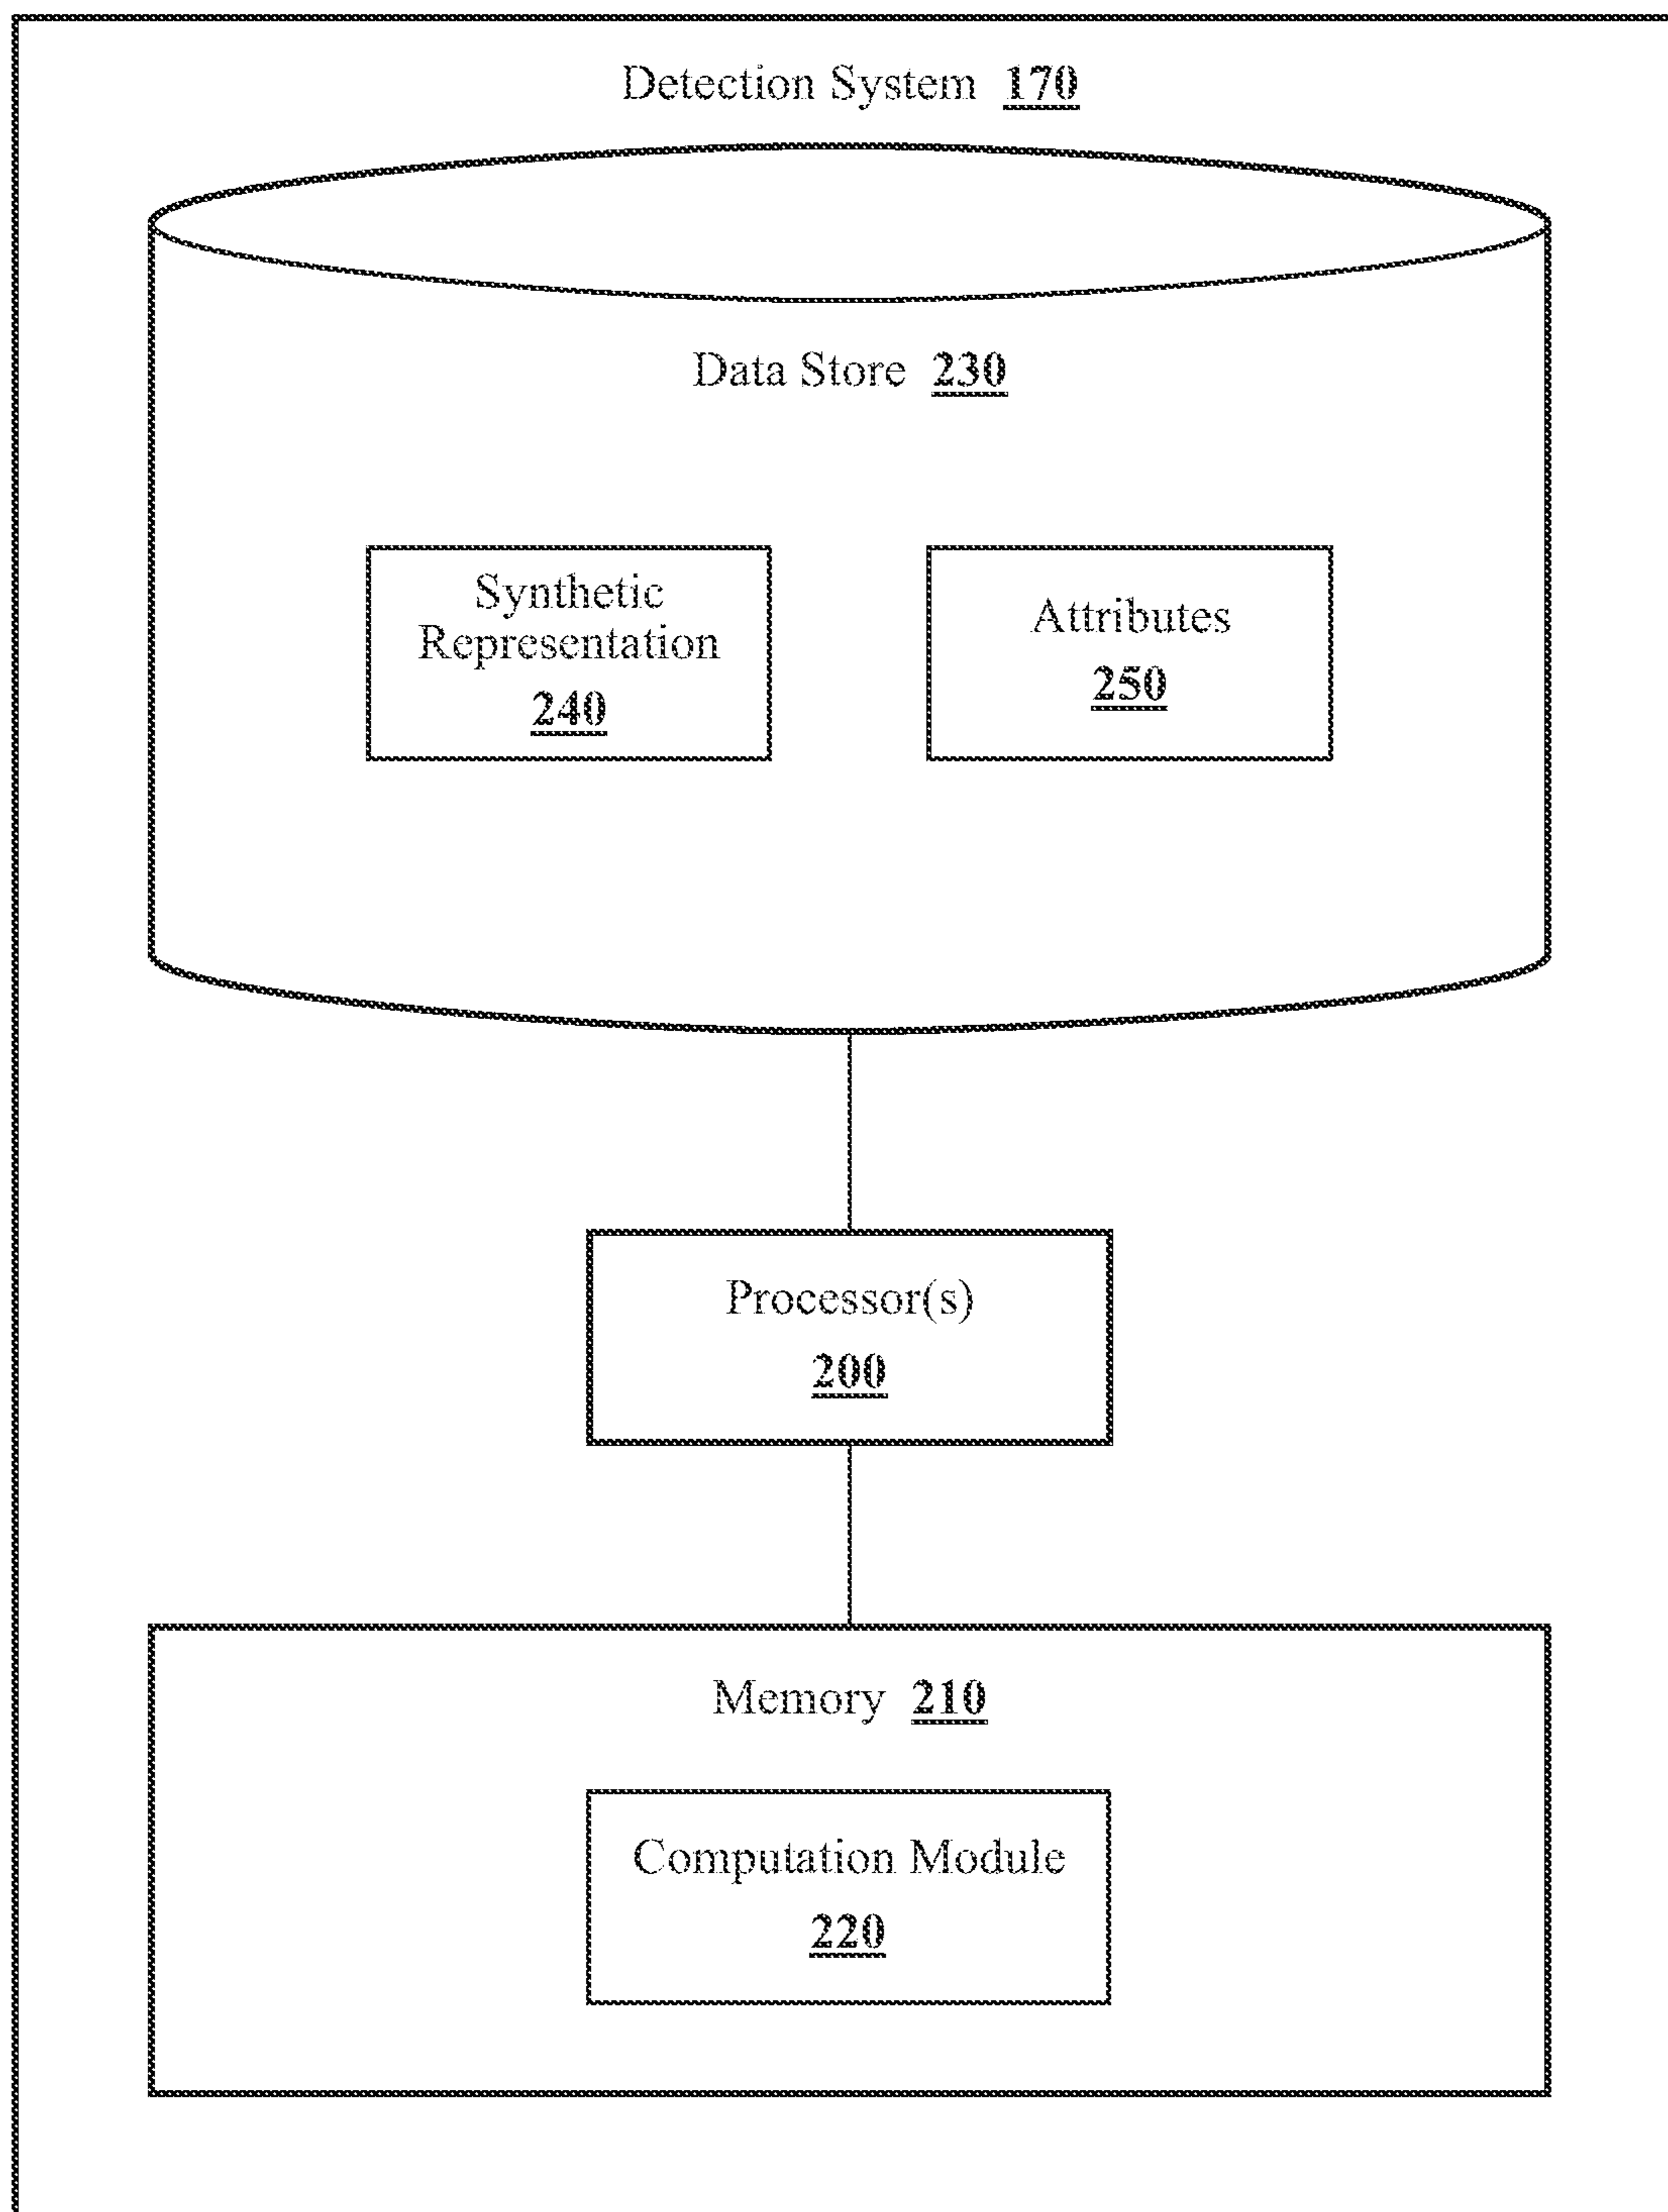 Detection System 170
Data Store 230
Synthetic
Representation
240
Attributes
250
Processor(s)
200
Memory 210
Computation Module
220